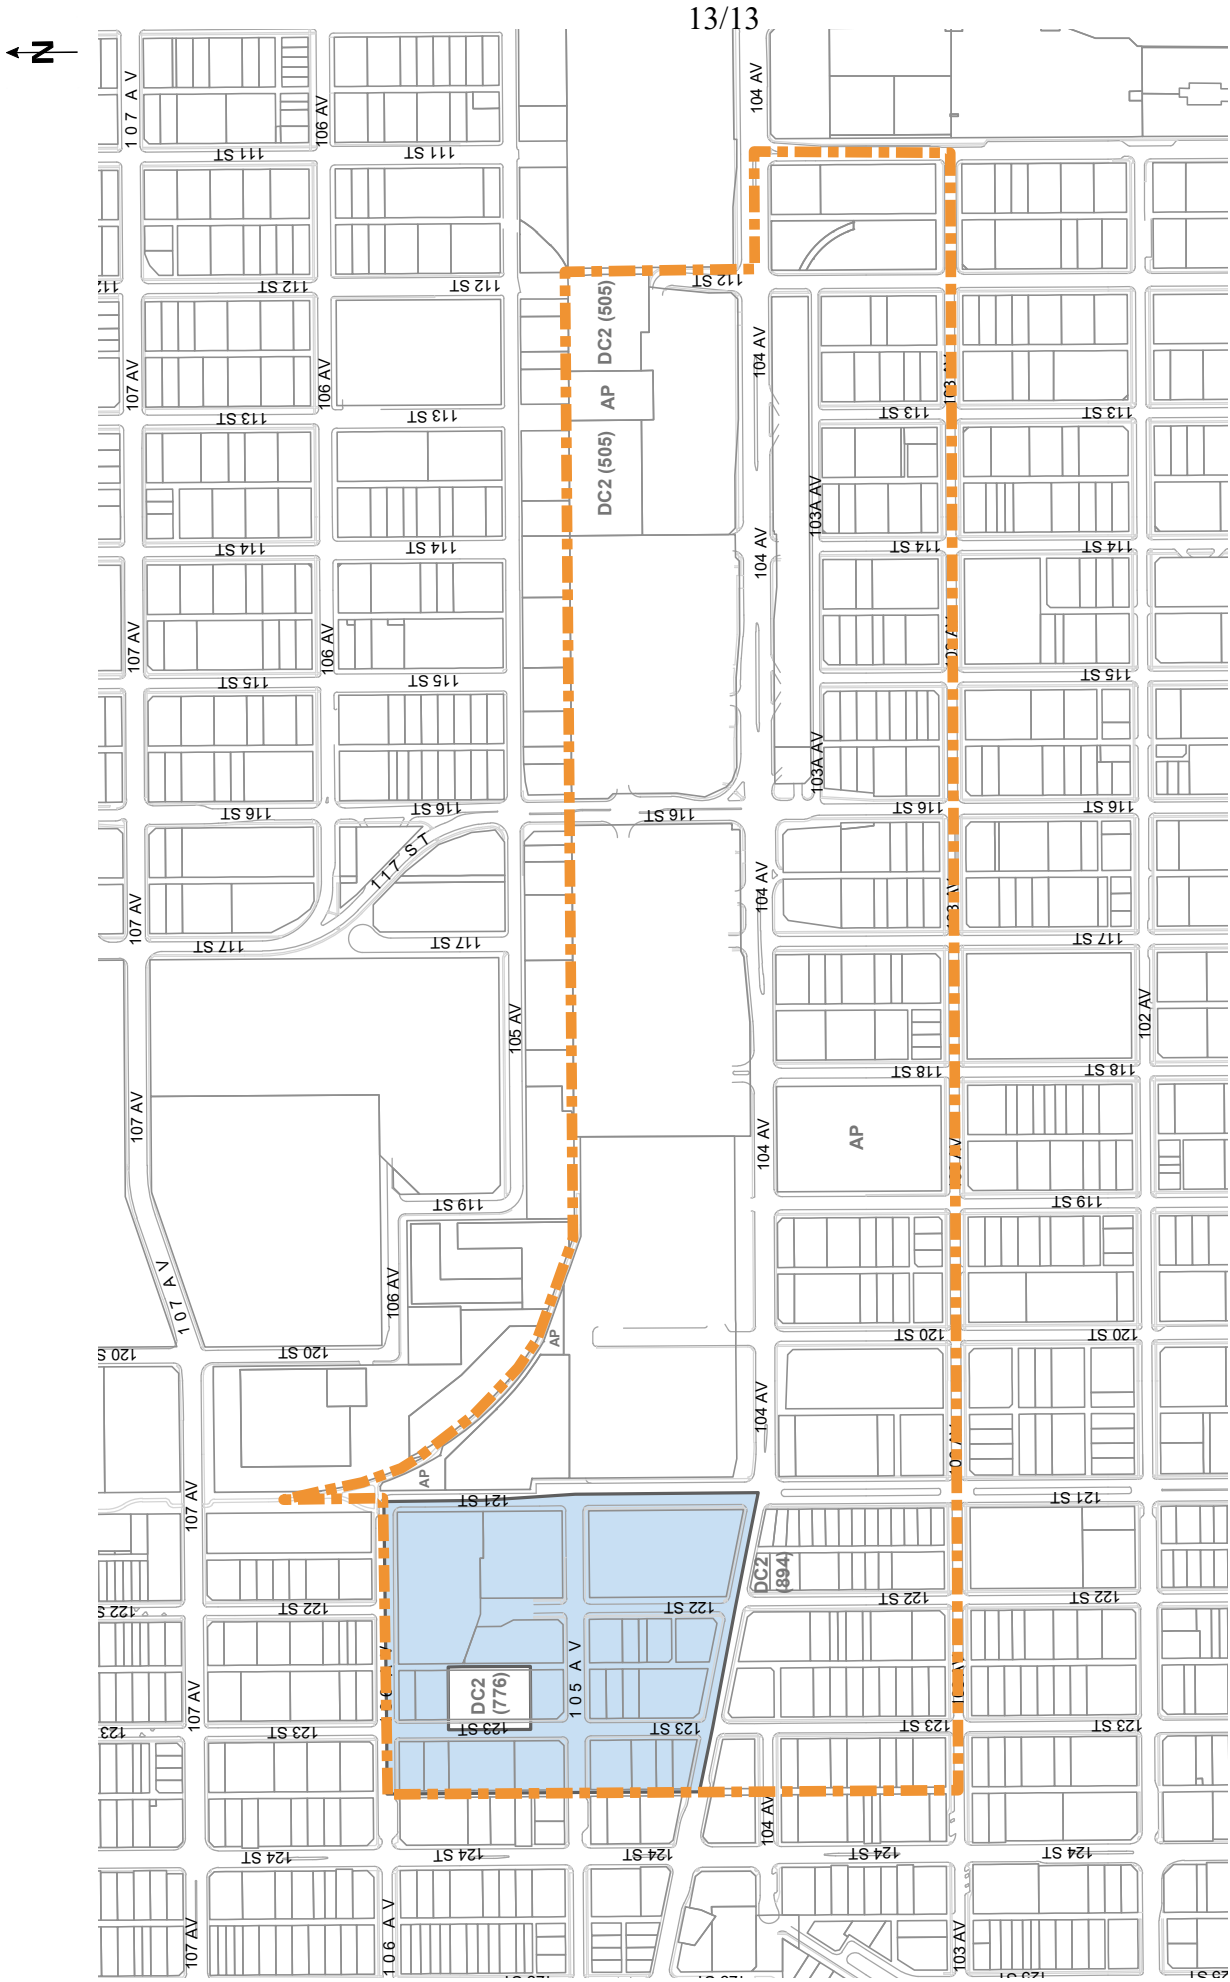 13/13
N
107 AV
106 AV
104 AV
111 ST
111 ST
112 ST
112 ST
112 ST
DC2 (505)
107 AV
106 AV
104 AV
AP
113 ST
113 ST
113 ST
113 ST
DC2 (505)
103A AV
114 ST
114 ST
104 AV
114 ST
114 ST
107 AV
106 AV
115 ST
115 ST
115 ST
103A AV
116 ST
116 ST
116 ST
116 ST
116 ST
117 ST
107 AV
104 AV
117 ST
117 ST
117 ST
105 AV
102 AV
118 ST
118 ST
107 AV
104 AV
AP
119 ST
119 ST
107 AV
106 AV
120 ST
120 ST
AP
120 ST
120 ST
104 AV
AP
107 AV
121 ST
121 ST
DC2
(894)
122 ST
122 ST
122 ST
122 ST
122 ST
105 AV
DC2
(776)
107 AV
123
123 ST
123 ST
123 ST
123 ST
123 ST
104 AV
124 ST
124 ST
124 ST
124 ST
124 ST
107 AV
106 AV
103 AV